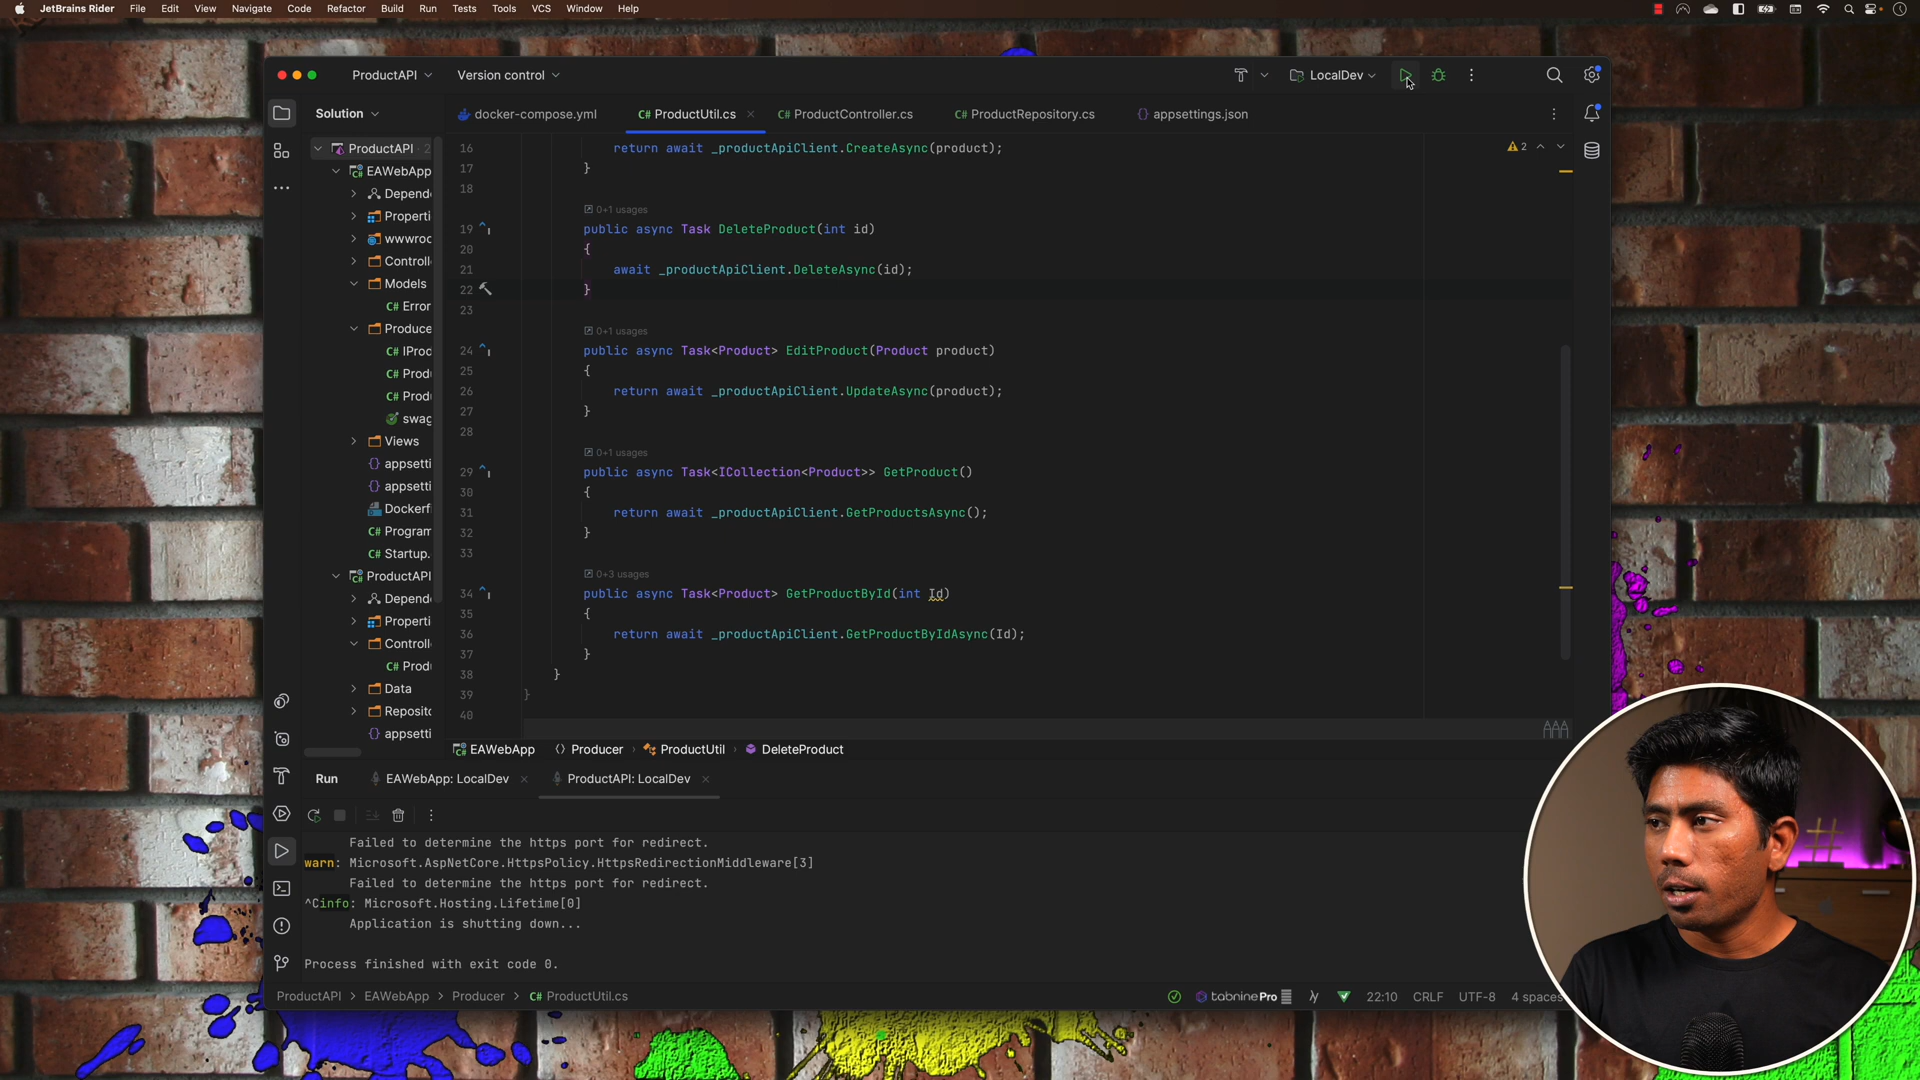 JetBrains Rider File Edit View Navigate Code Refactor Build Run Tests Tools VCS Window Help
ProductAPI Version control LocalDev
Solution
docker-compose.yml C# ProductUtil.cs C# ProductController.cs C# ProductRepository.cs {} appsettings.json
ProductAPI · 2
EAWebApp
Depend
Properti
wwwroo
Controll
Models
C# Error
Produce
C# IProd
C# Produ
C# Produ
swag
Views
{} appsetti
{} appsetti
Dockerf
C# Program
C# Startup.
ProductAPI
Depend
Properti
Controll
C# Produ
Data
Reposito
appsetti
2
16 return await _productApiClient.CreateAsync(product);
17 }
18
0+1 usages
19 public async Task DeleteProduct(int id)
20 {
21 await _productApiClient.DeleteAsync(id);
22 }
23
0+1 usages
24 public async Task<Product> EditProduct(Product product)
25 {
26 return await _productApiClient.UpdateAsync(product);
27 }
28
0+1 usages
29 public async Task<ICollection<Product>> GetProduct()
30 {
31 return await _productApiClient.GetProductsAsync();
32 }
33
0+3 usages
34 public async Task<Product> GetProductById(int Id)
35 {
36 return await _productApiClient.GetProductByIdAsync(Id);
37 }
38 }
39 }
40
EAWebApp Producer ProductUtil DeleteProduct
Run EAWebApp: LocalDev ProductAPI: LocalDev
Failed to determine the https port for redirect.
warn: Microsoft.AspNetCore.HttpsPolicy.HttpsRedirectionMiddleware[3]
Failed to determine the https port for redirect.
^Cinfo: Microsoft.Hosting.Lifetime[0]
Application is shutting down...
Process finished with exit code 0.
ProductAPI > EAWebApp > Producer > C# ProductUtil.cs tabnine Pro 22:10 CRLF UTF-8 4 spaces